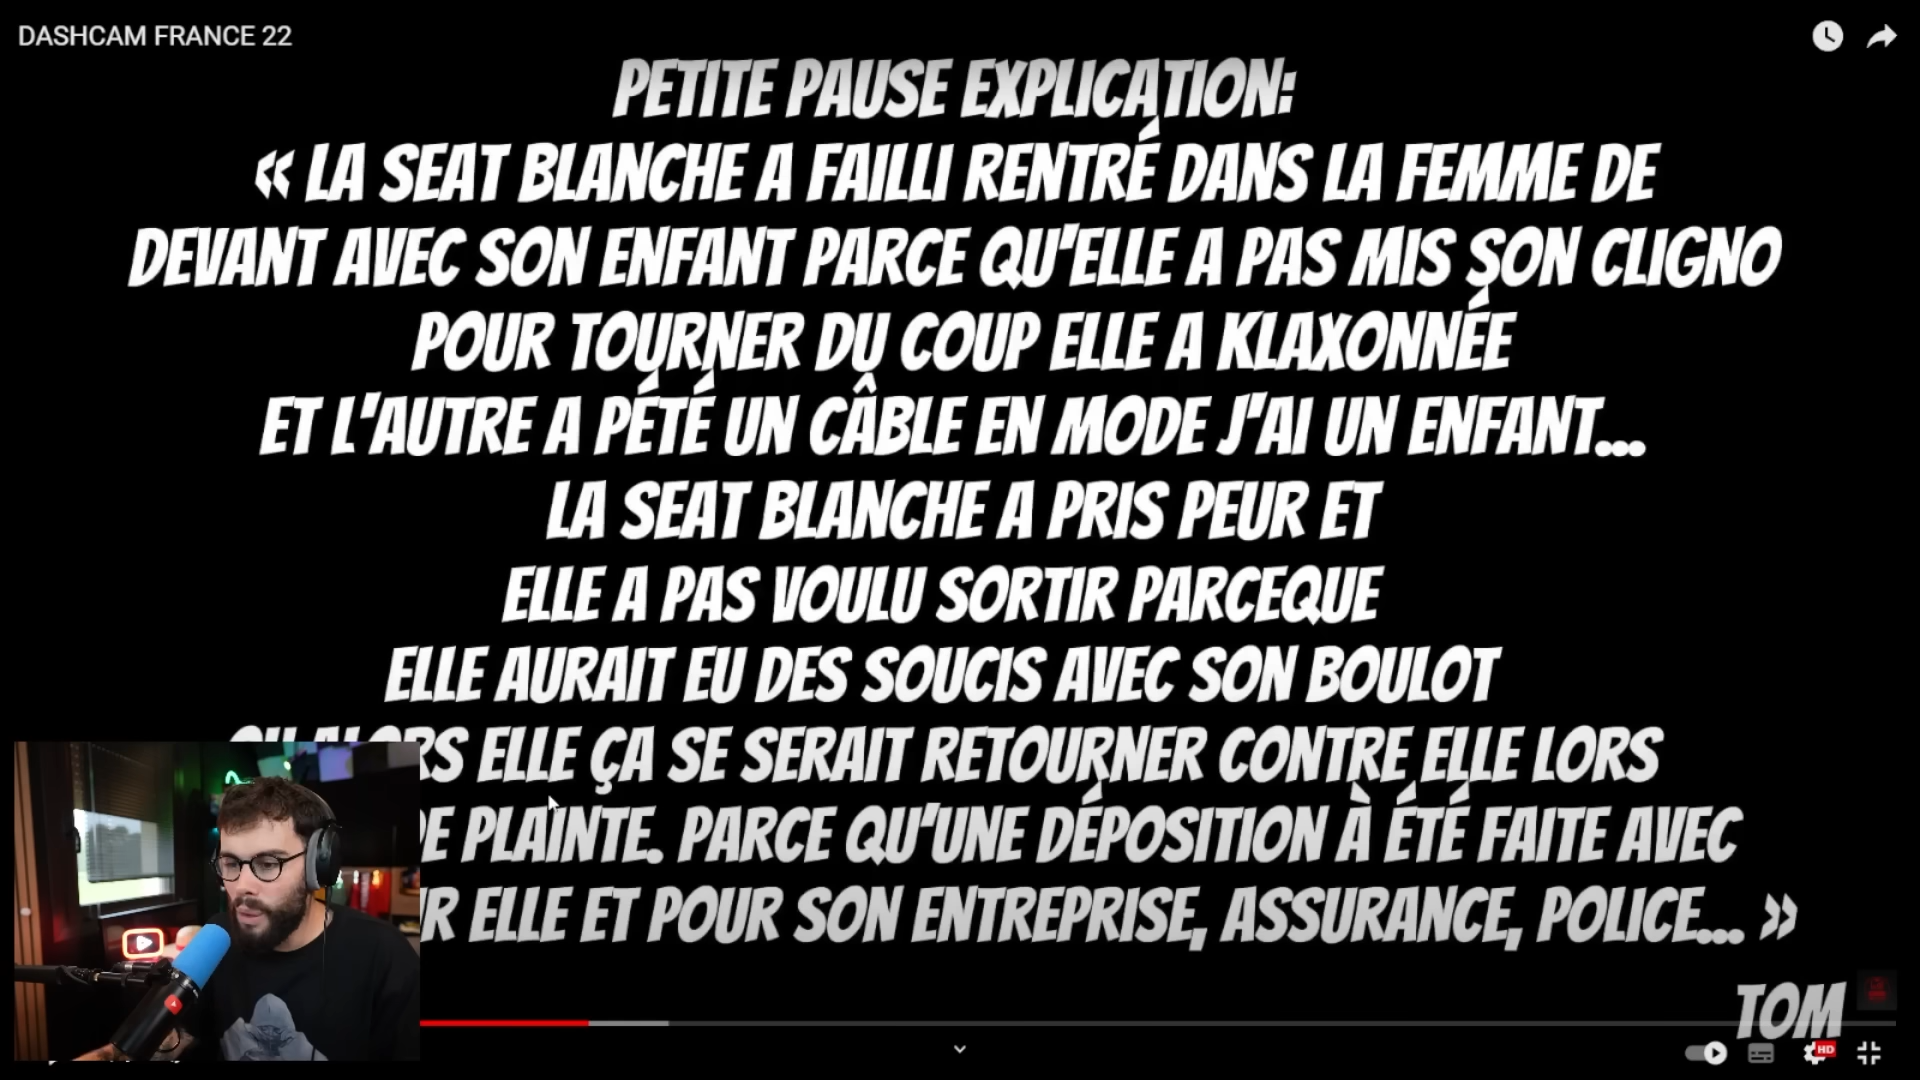 DASHCAM FRANCE 22
PETITE PAUSE EXPLICATION:
« LA SEAT BLANCHE A FAILLI RENTRÉ DANS LA FEMME DE
DEVANT AVEC SON ENFANT PARCE QU'ELLE A PAS MIS SON CLIGNO
POUR TOURNER DU COUP ELLE A KLAXONNÉE
ET L'AUTRE A PÉTÉ UN CÂBLE EN MODE J'AI UN ENFANT...
LA SEAT BLANCHE A PRIS PEUR ET
ELLE A PAS VOULU SORTIR PARCEQUE
ELLE AURAIT EU DES SOUCIS AVEC SON BOULOT
ELLE ÇA SE SERAIT RETOURNER CONTRE ELLE LORS
DE PLAINTE. PARCE QU'UNE DÉPOSITION À ÉTÉ FAITE AVEC
ELLE ET POUR SON ENTREPRISE, ASSURANCE, POLICE... »
TOM
HD